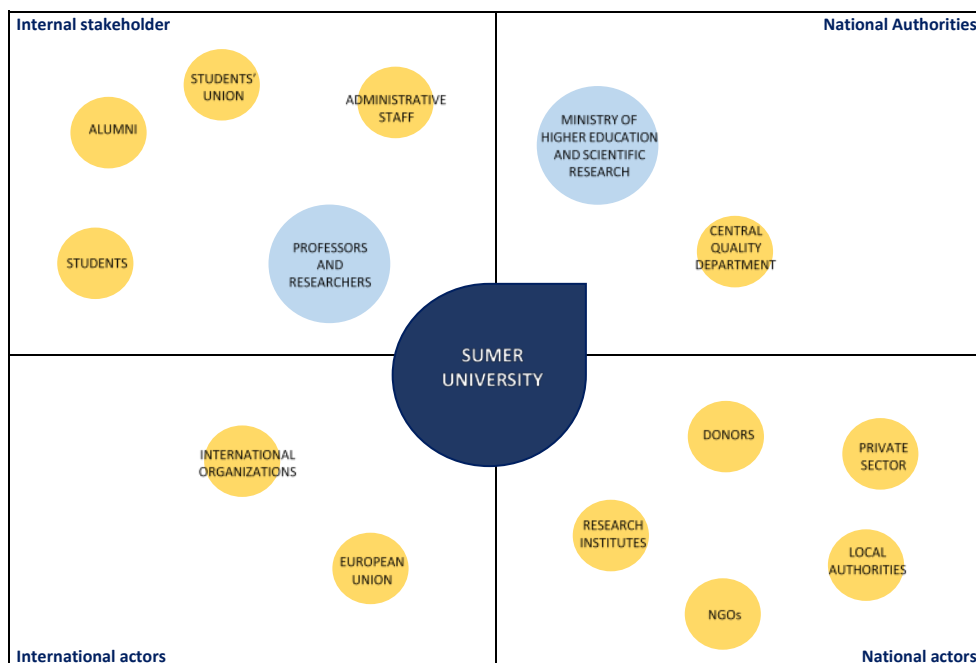 Internal stakeholder
STUDENTS'
UNION
ADMINISTRATIVE
STAFF
ALUMNI
STUDENTS
PROFESSORS
AND
RESEARCHERS
National Authorities
MINISTRY OF
HIGHER EDUCATION
AND SCIENTIFIC
RESEARCH
CENTRAL
QUALITY
DEPARTMENT
SUMER
UNIVERSITY
INTERNATIONAL
ORGANIZATIONS
EUROPEAN
UNION
International actors
DONORS
PRIVATE
SECTOR
RESEARCH
INSTITUTES
LOCAL
AUTHORITIES
NGOs
National actors